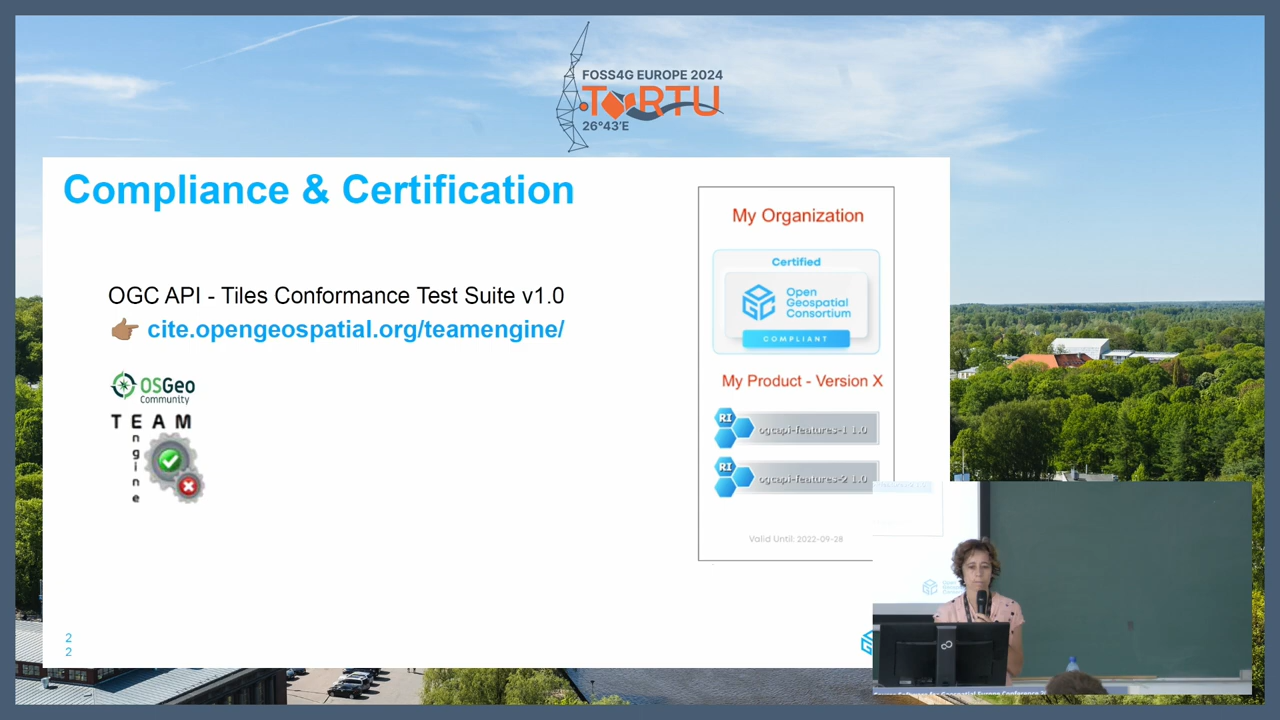 FOSS4G EUROPE 2024
TORTU
26°43'E
Compliance & Certification
OGC API - Tiles Conformance Test Suite v1.0
cite.opengeospatial.org/teamengine/
OSGeo
Community
TEAM
engine
My Organization
Certified
Open
Geospatial
Consortium
COMPLIANT
My Product - Version X
RI
ogcapi-features-1 1.0
RI
ogcapi-features-2 1.0
Valid Until: 2022-09-28
2
2